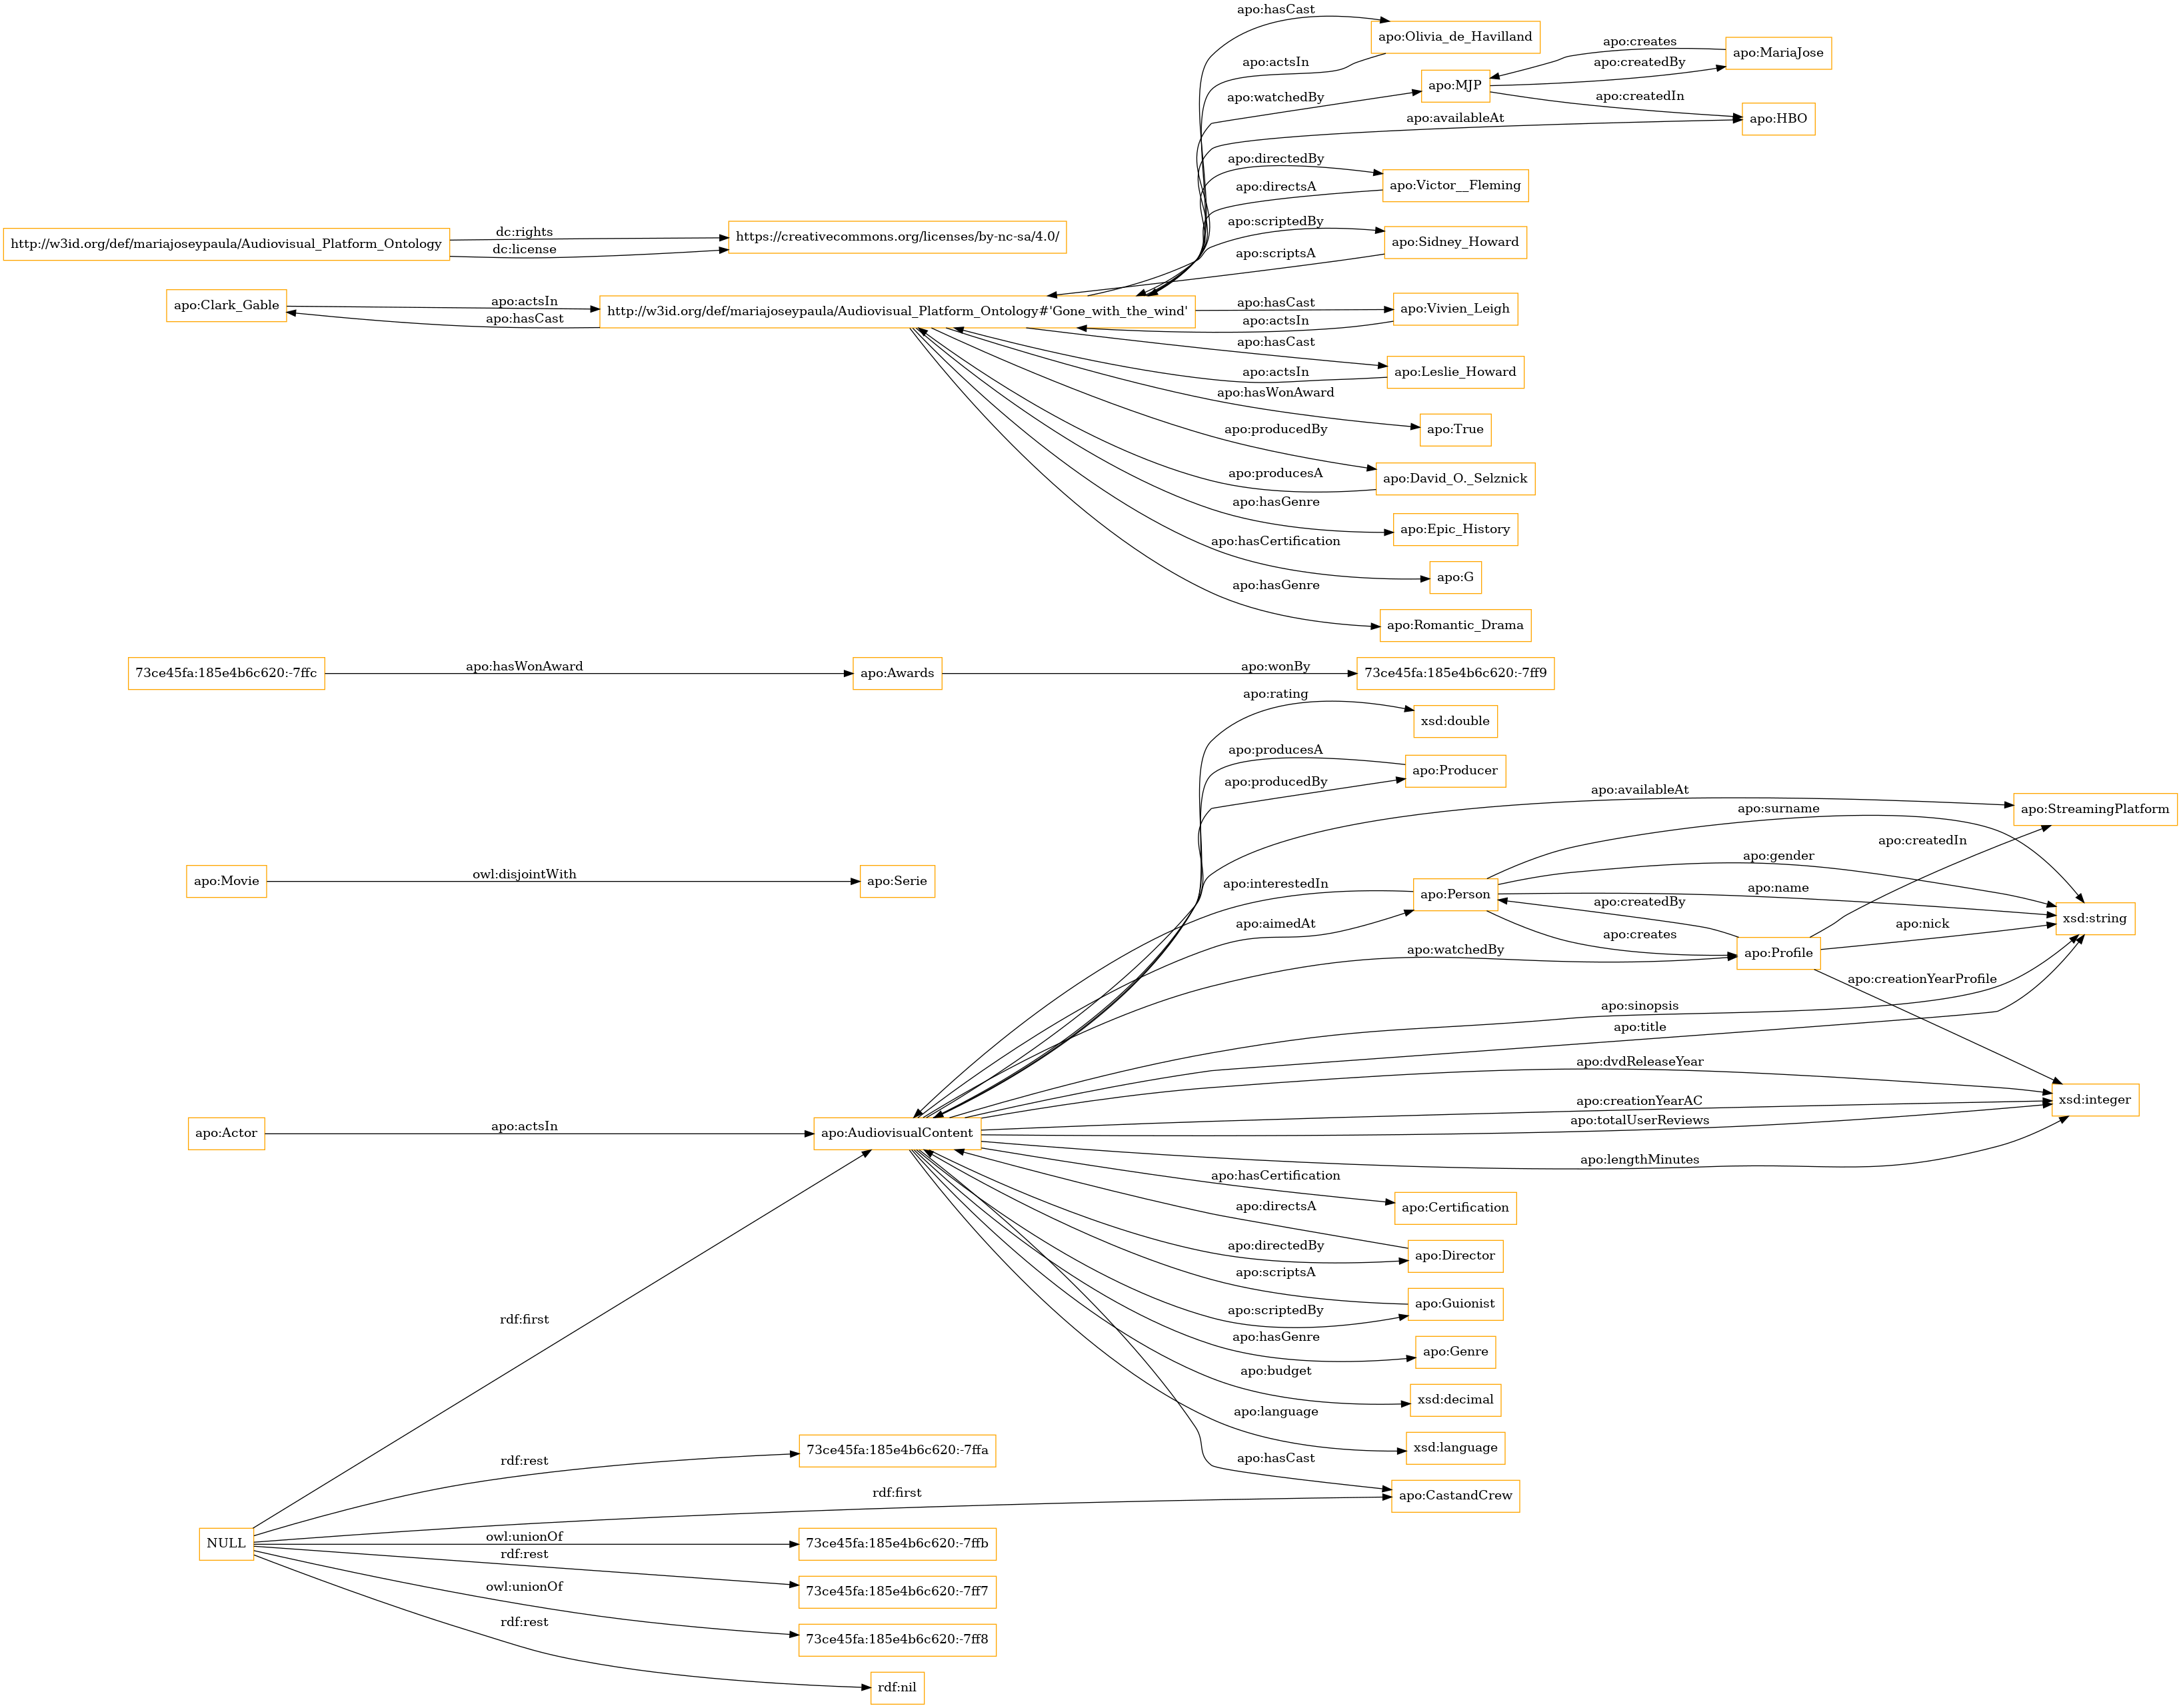 apo:hasCast
apo:Olivia_de_Havilland
apo:creates
apo:MariaJose
apo:actsIn
apo:createdBy
apo:MJP
apo:watchedBy
apo:createdIn
apo:availableAt
apo:HBO
apo:directedBy
apo:Victor__Fleming
apo:directsA
apo:scriptedBy
dc:rights
https://creativecommons.org/licenses/by-nc-sa/4.0/
http://w3id.org/def/mariajoseypaula/Audiovisual_Platform_Ontology
dc:license
apo:Sidney_Howard
apo:scriptsA
apo:Clark_Gable
apo:actsIn
apo:hasCast
http://w3id.org/def/mariajoseypaula/Audiovisual_Platform_Ontology#'Gone_with_the_wind'
apo:hasCast
apo:Vivien_Leigh
apo:actsIn
apo:hasCast
apo:Leslie_Howard
apo:actsIn
apo:hasWonAward
apo:True
apo:producedBy
apo:David_O._Selznick
apo:producesA
apo:hasGenre
apo:Epic_History
apo:hasCertification
apo:G
apo:hasGenre
apo:Romantic_Drama
73ce45fa:185e4b6c620:-7ffc
apo:hasWonAward
apo:Awards
apo:wonBy
73ce45fa:185e4b6c620:-7ff9
apo:rating
xsd:double
apo:producesA
apo:Producer
apo:producedBy
apo:availableAt
apo:StreamingPlatform
apo:surname
apo:createdIn
apo:gender
apo:Movie
owl:disjointWith
apo:Serie
apo:interestedIn
apo:Person
apo:name
apo:createdBy
xsd:string
apo:aimedAt
apo:creates
apo:nick
apo:watchedBy
apo:Profile
apo:creationYearProfile
apo:sinopsis
apo:title
apo:dvdReleaseYear
apo:creationYearAC
xsd:integer
apo:totalUserReviews
apo:Actor
apo:actsIn
apo:AudiovisualContent
apo:lengthMinutes
apo:hasCertification
apo:Certification
apo:directsA
apo:directedBy
apo:Director
apo:scriptsA
apo:Guionist
apo:scriptedBy
rdf:first
apo:hasGenre
apo:Genre
apo:budget
xsd:decimal
apo:language
xsd:language
73ce45fa:185e4b6c620:-7ffa
rdf:rest
apo:hasCast
rdf:first
apo:CastandCrew
NULL
owl:unionOf
73ce45fa:185e4b6c620:-7ffb
rdf:rest
73ce45fa:185e4b6c620:-7ff7
owl:unionOf
73ce45fa:185e4b6c620:-7ff8
rdf:rest
rdf:nil